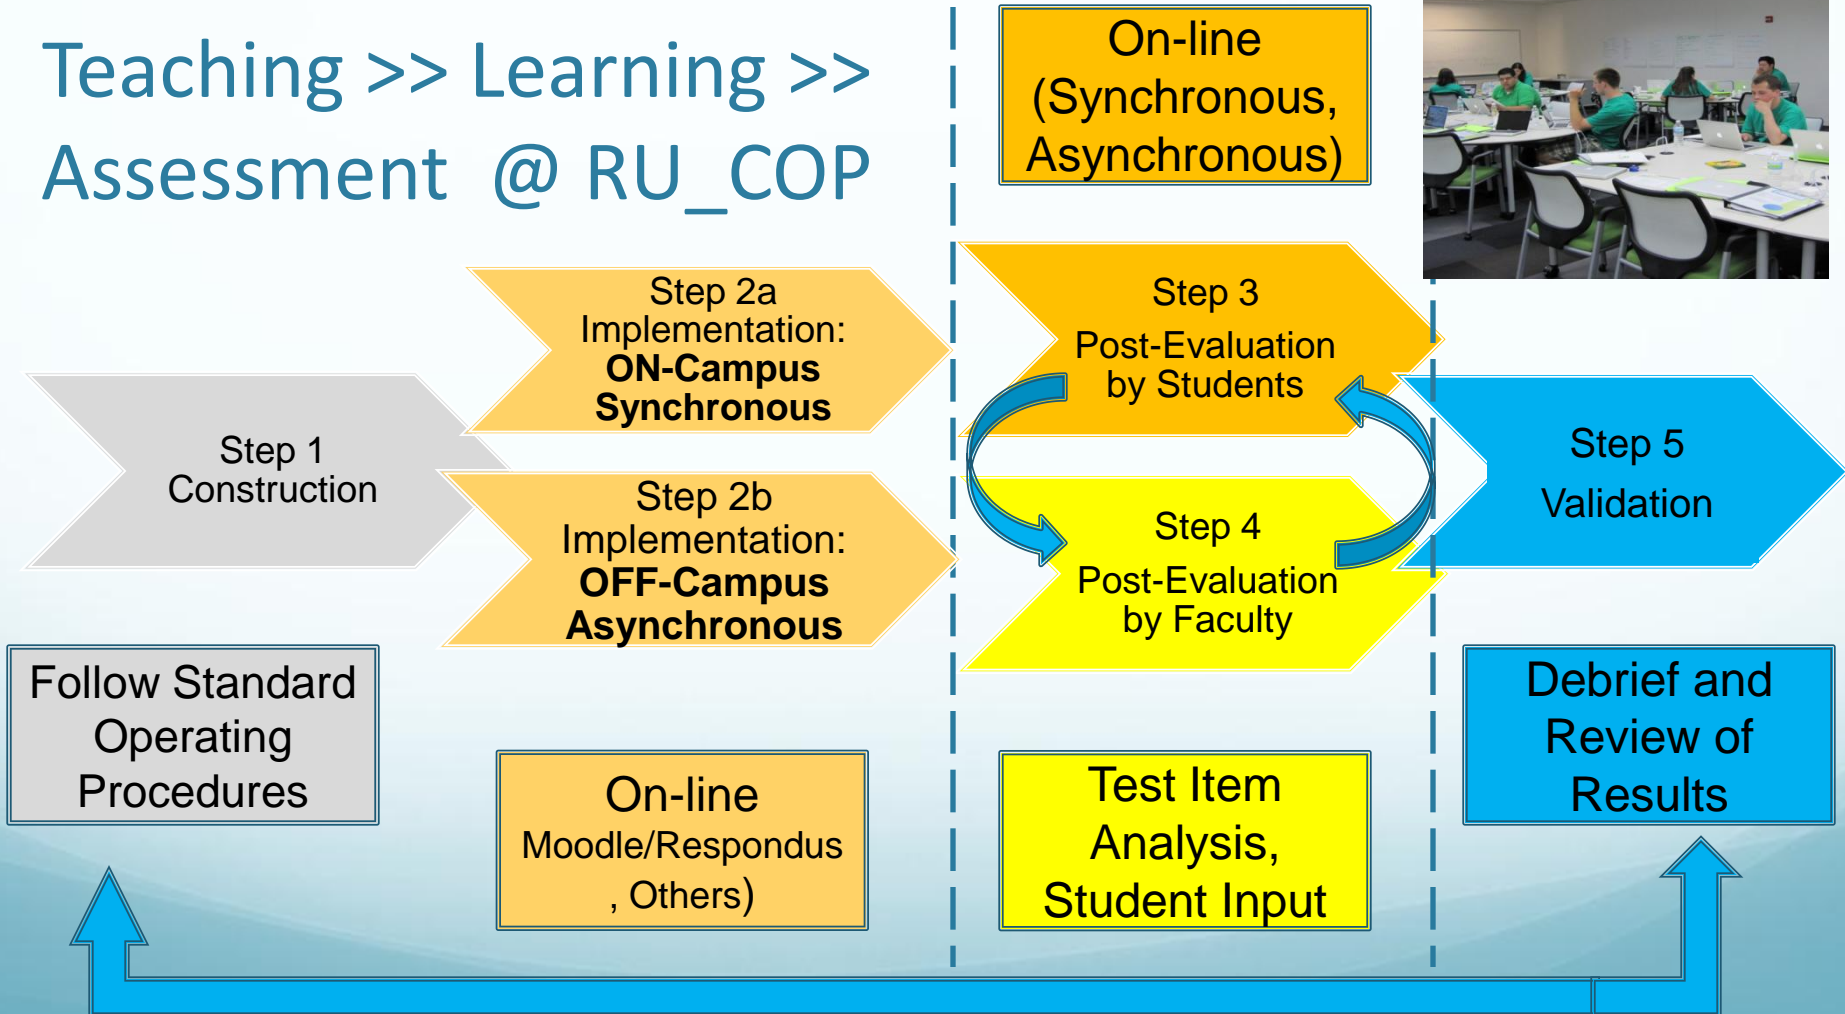 Teaching >> Learning >>
Assessment @ RU_COP
On-line
(Synchronous,
Asynchronous)
Step 1
Construction
Step 2a
Implementation:
ON-Campus
Synchronous
Step 2b
Implementation:
OFF-Campus
Asynchronous
Step 3
Post-Evaluation
by Students
Step 4
Post-Evaluation
by Faculty
Step 5
Validation
Follow Standard
Operating
Procedures
On-line
Moodle/Respondus
, Others)
Test Item
Analysis,
Student Input
Debrief and
Review of
Results